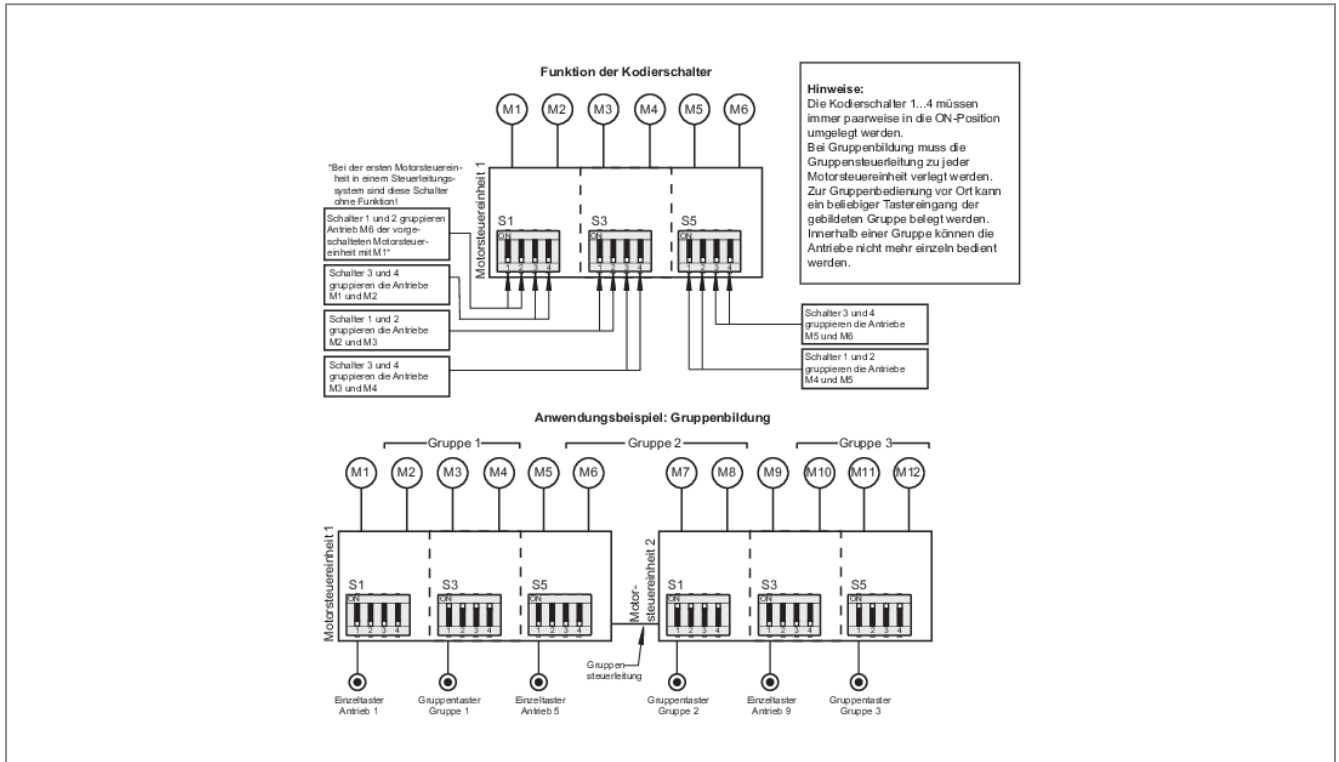 Funktion der Kodierschalter
M1 M2 M3 M4 M5 M6
Hinweise:
Die Kodierschalter 1...4 müssen
immer paarweise in die ON-Position
umgelegt werden.
Bei Gruppenbildung muss die
Gruppensteuerleitung zu jeder
Motorsteuereinheit verlegt werden.
Zur Gruppenbedienung vor Ort kann
ein beliebiger Tastereingang der
gebildeten Gruppe belegt werden.
Innerhalb einer Gruppe können die
Antriebe nicht mehr einzeln bedient
werden.
*Bei der ersten Motorsteuerein-
heit in einem Steuerleitungs-
system sind diese Schalter
ohne Funktion!
Motorsteuereinheit 1
S1 S3 S5
ON ON ON
1 2 3 4 1 2 3 4 1 2 3 4
Schalter 1 und 2 gruppieren
Antrieb M6 der vorge-
schalteten Motorsteuer-
einheit mit M1*
Schalter 3 und 4
gruppieren die Antriebe
M1 und M2
Schalter 1 und 2
gruppieren die Antriebe
M2 und M3
Schalter 3 und 4
gruppieren die Antriebe
M3 und M4
Schalter 3 und 4
gruppieren die Antriebe
M5 und M6
Schalter 1 und 2
gruppieren die Antriebe
M4 und M5
Anwendungsbeispiel: Gruppenbildung
Gruppe 1 Gruppe 2 Gruppe 3
M1 M2 M3 M4 M5 M6 M7 M8 M9 M10 M11 M12
Motorsteuereinheit 1
S1 S3 S5
ON ON ON
1 2 3 4 1 2 3 4 1 2 3 4
Motor-
steuereinheit 2
S1 S3 S5
ON ON ON
1 2 3 4 1 2 3 4 1 2 3 4
Gruppen
steuerleitung
Einzeltaster
Antrieb 1
Gruppentaster
Gruppe 1
Einzeltaster
Antrieb 5
Gruppentaster
Gruppe 2
Einzeltaster
Antrieb 9
Gruppentaster
Gruppe 3